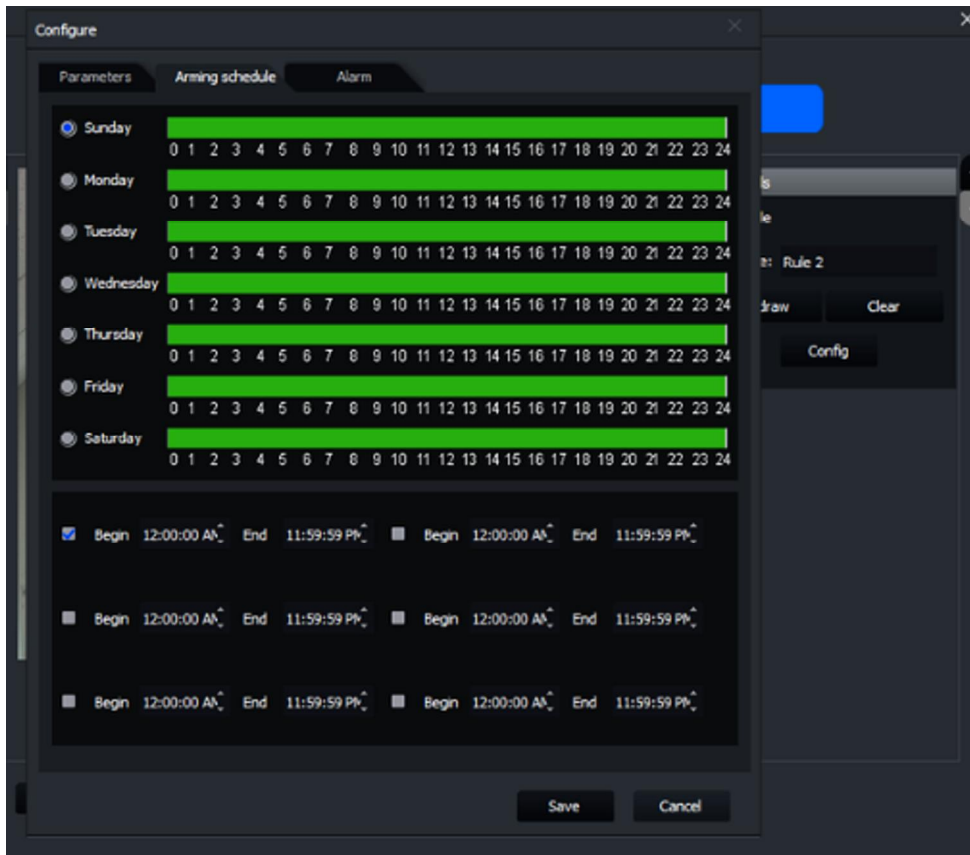 Configure
Parameters Arming schedule Alarm
Sunday
0 1 2 3 4 5 6 7 8 9 10 11 12 13 14 15 16 17 18 19 20 21 22 23 24
Monday
0 1 2 3 4 5 6 7 8 9 10 11 12 13 14 15 16 17 18 19 20 21 22 23 24
Tuesday
0 1 2 3 4 5 6 7 8 9 10 11 12 13 14 15 16 17 18 19 20 21 22 23 24
Wednesday
0 1 2 3 4 5 6 7 8 9 10 11 12 13 14 15 16 17 18 19 20 21 22 23 24
Thursday
0 1 2 3 4 5 6 7 8 9 10 11 12 13 14 15 16 17 18 19 20 21 22 23 24
Friday
0 1 2 3 4 5 6 7 8 9 10 11 12 13 14 15 16 17 18 19 20 21 22 23 24
Saturday
0 1 2 3 4 5 6 7 8 9 10 11 12 13 14 15 16 17 18 19 20 21 22 23 24
Begin 12:00:00 AM End 11:59:59 PM Begin 12:00:00 AM End 11:59:59 PM
Begin 12:00:00 AM End 11:59:59 PM Begin 12:00:00 AM End 11:59:59 PM
Begin 12:00:00 AM End 11:59:59 PM Begin 12:00:00 AM End 11:59:59 PM
Save Cancel
Rule 2
Clear
Config